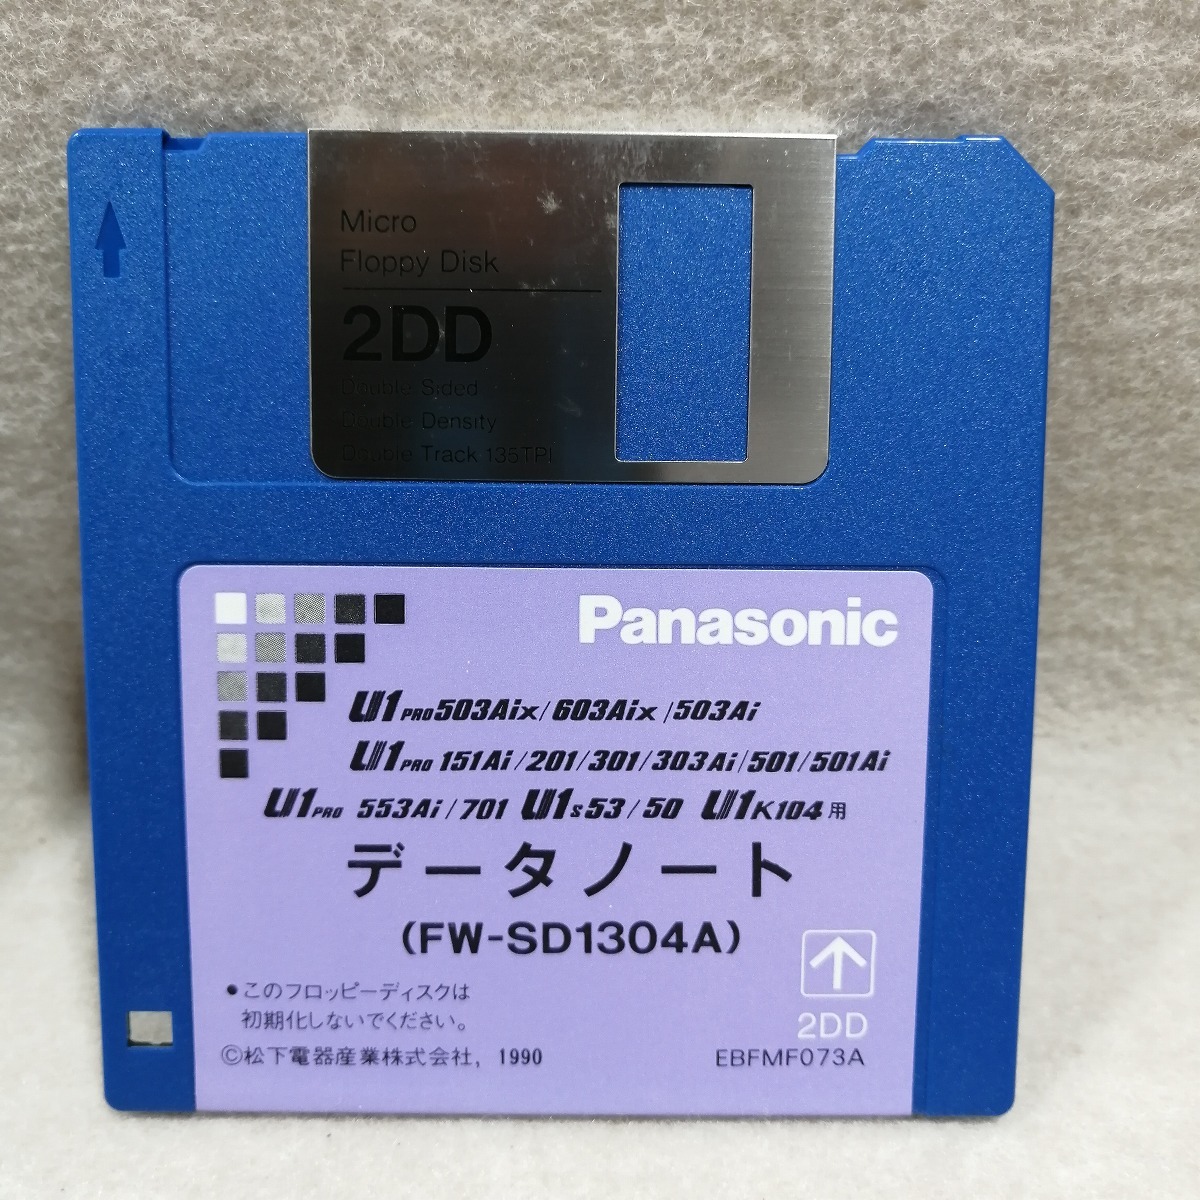 Micro
Floppy Disk
2DD
Double Sided
Double Density
Double Track 135TPI
Panasonic
U1PRO503Aix/603Aix/503Ai
U1PRO 151Ai/201/301/303Ai/501/501Ai
U1PRO 553Ai/701 U1s53/50 U1K104用
データノート
(FW-SD1304A)
●このフロッピーディスクは
初期化しないでください。
2DD
©松下電器産業株式会社, 1990
EBFMF073A